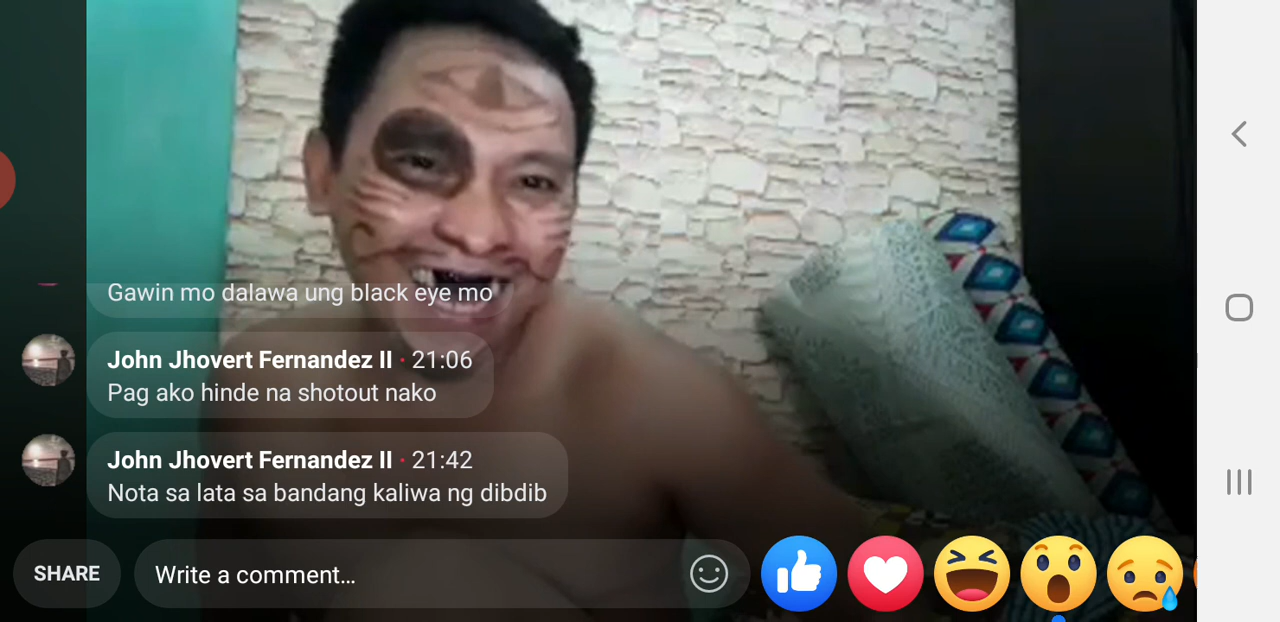 Gawin mo dalawa ung black eye mo
John Jhovert Fernandez II · 21:06
Pag ako hinde na shotout nako
John Jhovert Fernandez II · 21:42
Nota sa lata sa bandang kaliwa ng dibdib
SHARE
Write a comment...